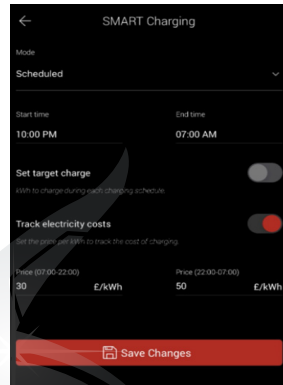 SMART Charging
Mode
Scheduled
Start time
End time
10:00 PM
07:00 AM
Set target charge
kWh to charge during each charging schedule.
Track electricity costs
Set the price per kWh to track the cost of charging.
Price (07:00-22:00)
Price (22:00-07:00)
30
£/kWh
50
£/kWh
Save Changes